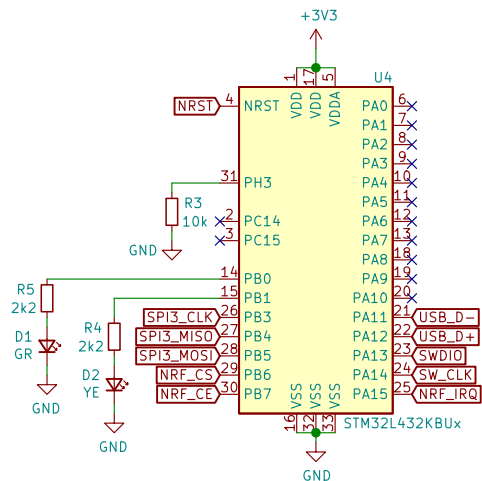 +3V3
U4
1 17 5
VDD VDD VDDA
NRST 4 NRST PA0 6
PA1 7
PA2 8
PA3 9
31 PH3 PA4 10
R3 10k PA5 11
2 PC14 PA6 12
3 PC15 PA7 13
GND PA8 18
14 PB0 PA9 19
15 PB1 PA10 20
R5 2k2
SPI3_CLK 26 PB3 PA11 21 USB_D-
R4 2k2
SPI3_MISO 27 PB4 PA12 22 USB_D+
D1 GR
SPI3_MOSI 28 PB5 PA13 23 SWDIO
D2 YE
NRF_CS 29 PB6 PA14 24 SW_CLK
NRF_CE 30 PB7 PA15 25 NRF_IRQ
GND
VSS VSS VSS
16 32 33
STM32L432KBUx
GND
GND